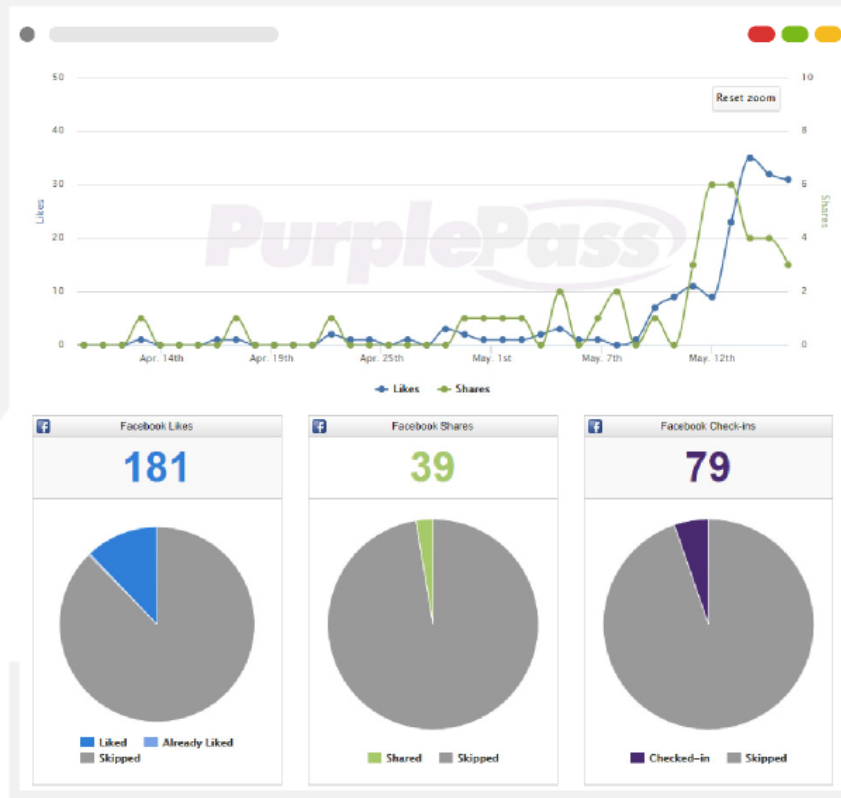 50
10
Reset zoom
40
8
30
6
Likes
Shares
PurplePass
20
4
10
2
0
0
Apr. 14th
Apr. 19th
Apr. 25th
May. 1st
May. 7th
May. 12th
Likes
Shares
f
Facebook Likes
f
Facebook Shares
f
Facebook Check-ins
181
39
79
Liked
Already Liked
Skipped
Shared
Skipped
Checked-in
Skipped